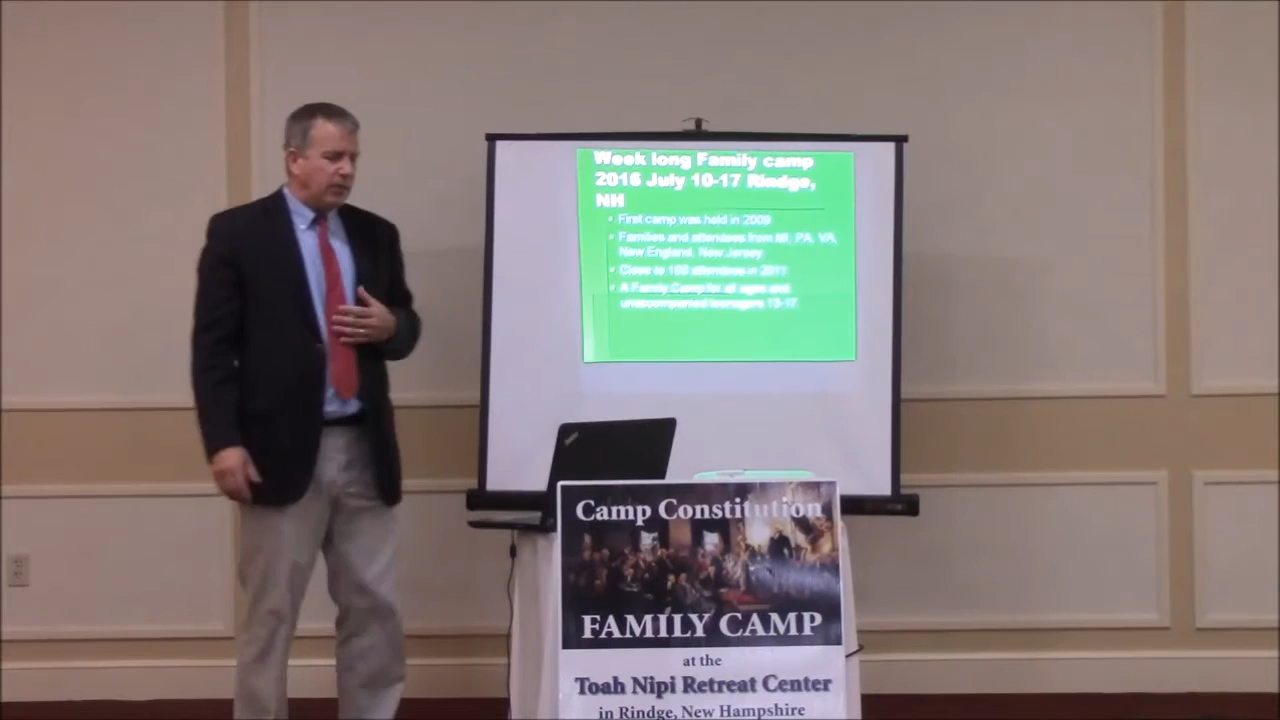 Week long Family camp
2016 July 10-17 Rindge,
NH
First camp was held in 2009
Families and attendees from MI, PA, VA,
New England, New Jersey
Close to 100 attendees in 2011
A Family Camp for all ages and
unaccompanied teenagers 13-17
Camp Constitution
FAMILY CAMP
at the
Toah Nipi Retreat Center
in Rindge, New Hampshire